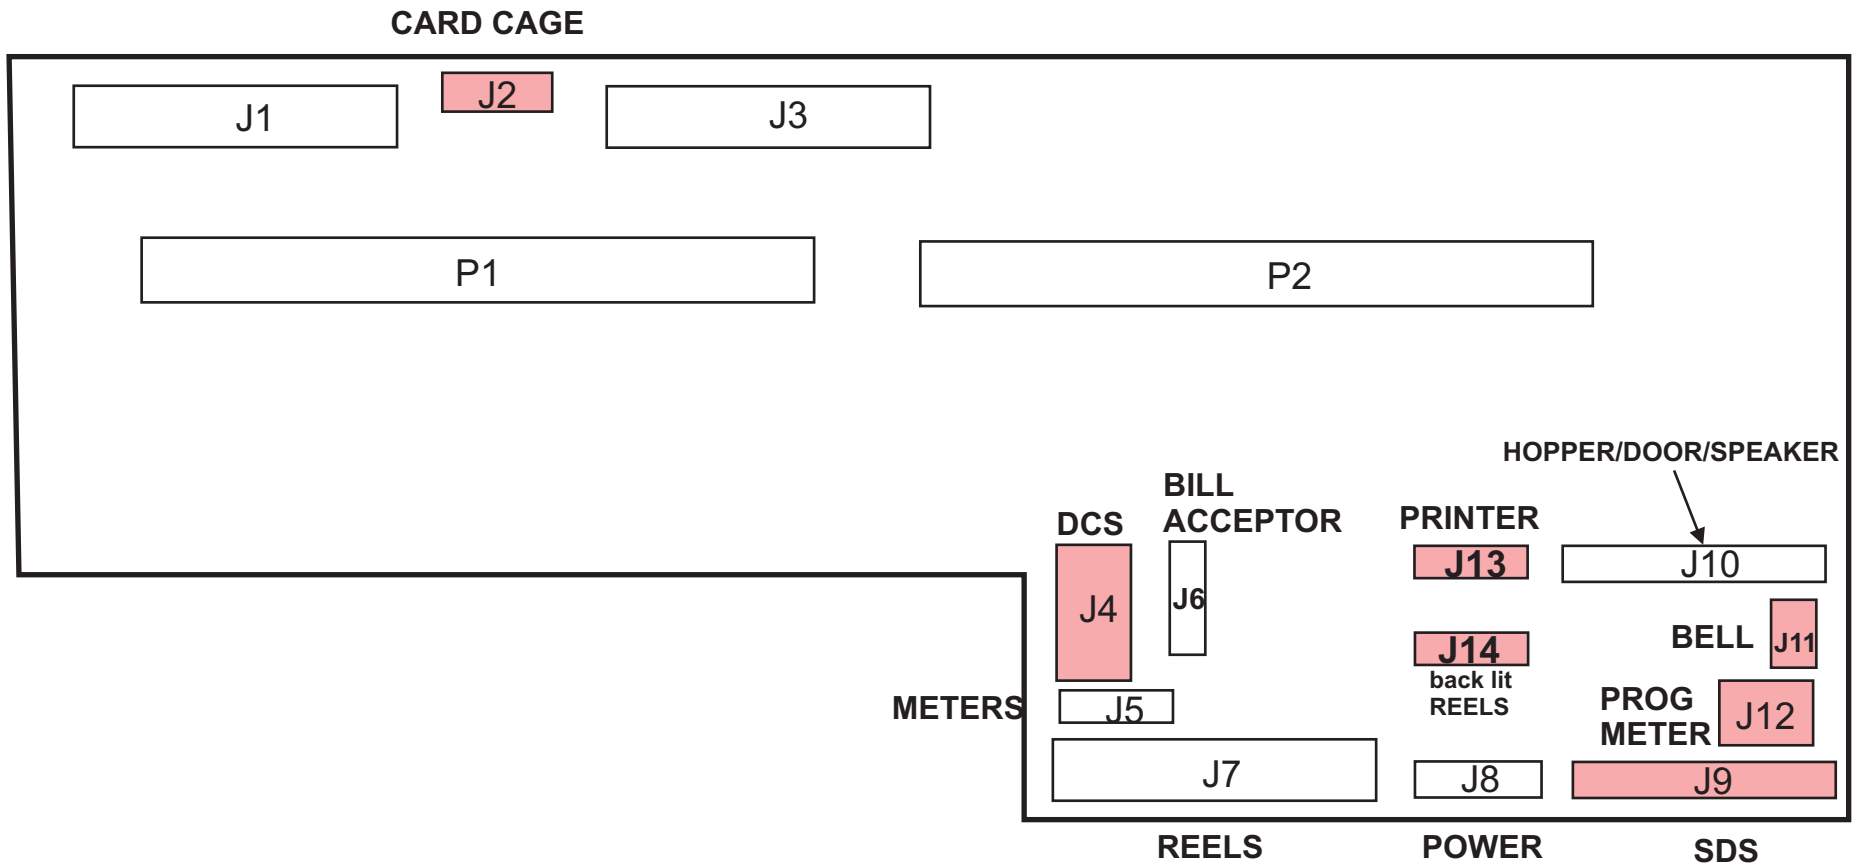 CARD CAGE
J1
J2
J3
P1
P2
HOPPER/DOOR/SPEAKER
DCS
BILL
ACCEPTOR
PRINTER
J4
J6
J13
J10
J14
back lit
REELS
BELL
J11
METERS
J5
PROG
METER
J12
J7
J8
J9
REELS
POWER
SDS